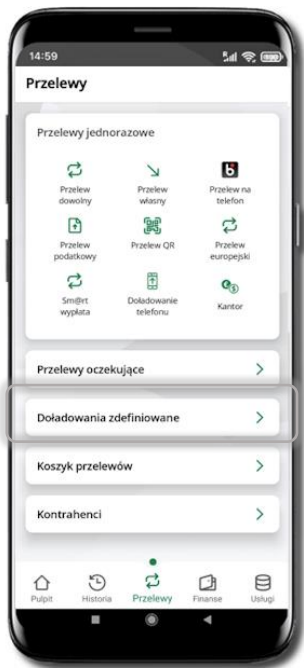 14:59
Przelewy
Przelewy jednorazowe
Przelew
dowolny
Przelew
własny
Przelew na
telefon
Przelew
podatkowy
Przelew QR
Przelew
europejski
Sm@rt
wypłata
Doładowanie
telefonu
Kantor
Przelewy oczekujące
Doładowania zdefiniowane
Koszyk przelewów
Kontrahenci
Pulpit
Historia
Przelewy
Finanse
Usługi